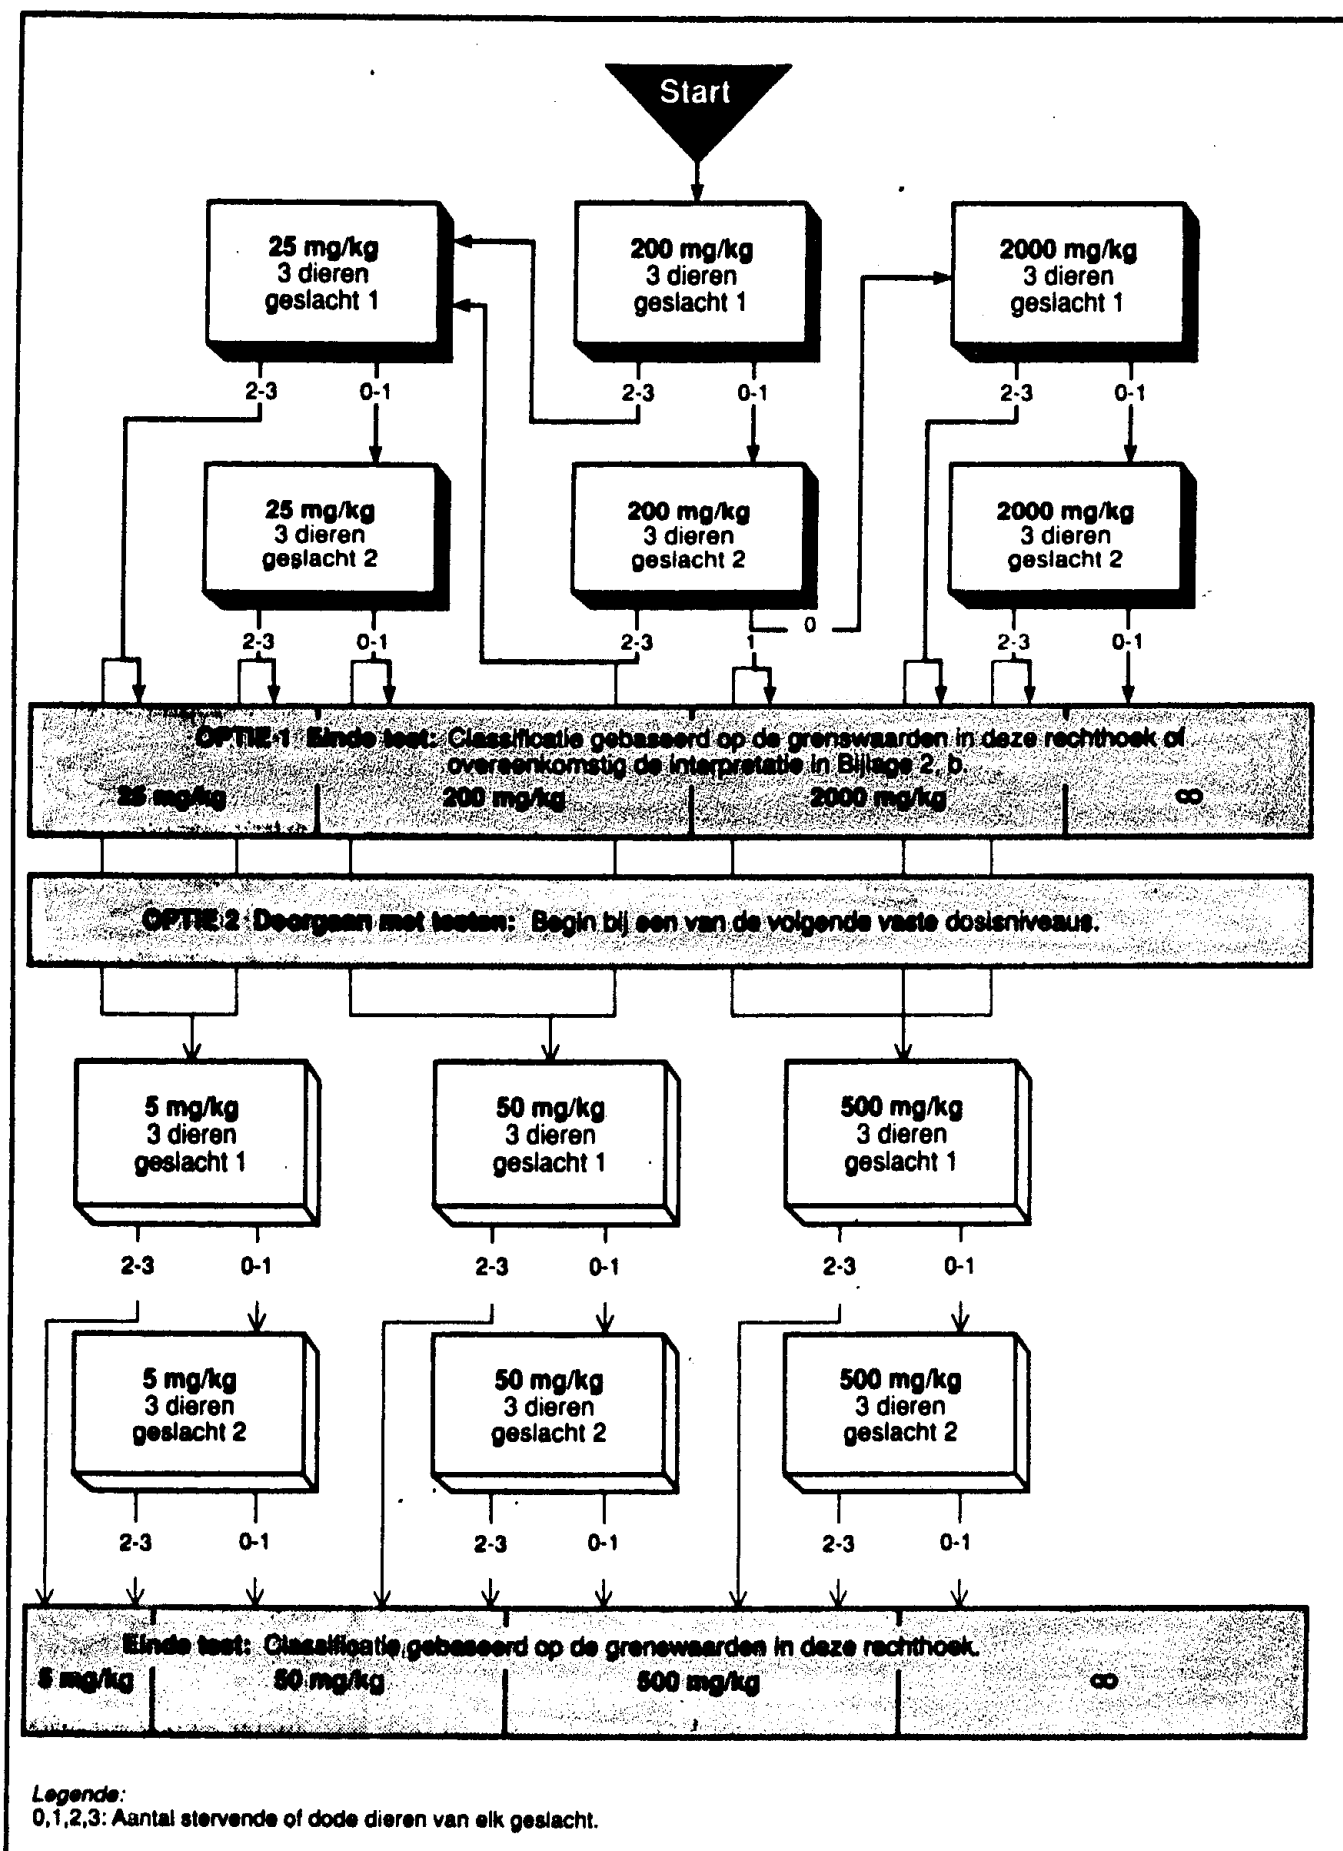 Start
25 mg/kg
3 dieren
geslacht 1
200 mg/kg
3 dieren
geslacht 1
2000 mg/kg
3 dieren
geslacht 1
2-3
0-1
2-3
0-1
2-3
0-1
25 mg/kg
3 dieren
geslacht 2
200 mg/kg
3 dieren
geslacht 2
2000 mg/kg
3 dieren
geslacht 2
2-3
0-1
2-3
1
0
2-3
0-1
OPTIE 1 Einde test: Classificatie gebaseerd op de grenswaarden in deze rechthoek of
overeenkomstig de interpretatie in Bijlage 2, b.
25 mg/kg
200 mg/kg
2000 mg/kg
∞
OPTIE 2 Doorgaan met testen: Begin bij een van de volgende vaste dosisniveaus.
5 mg/kg
3 dieren
geslacht 1
50 mg/kg
3 dieren
geslacht 1
500 mg/kg
3 dieren
geslacht 1
2-3
0-1
2-3
0-1
2-3
0-1
5 mg/kg
3 dieren
geslacht 2
50 mg/kg
3 dieren
geslacht 2
500 mg/kg
3 dieren
geslacht 2
2-3
0-1
2-3
0-1
2-3
0-1
Einde test: Classificatie gebaseerd op de grenswaarden in deze rechthoek.
5 mg/kg
50 mg/kg
500 mg/kg
∞
Legende:
0,1,2,3: Aantal stervende of dode dieren van elk geslacht.